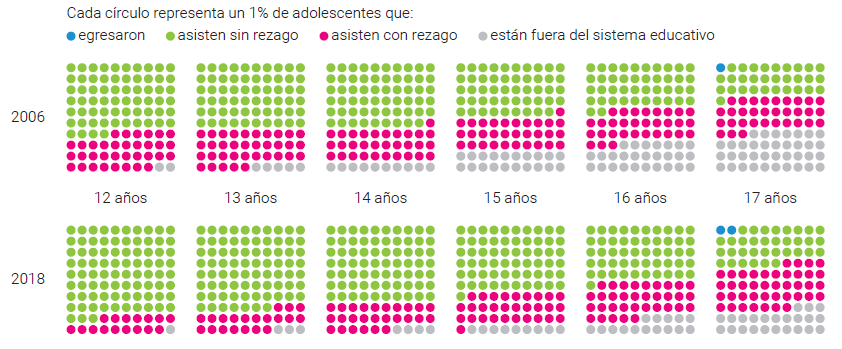 Cada círculo representa un 1% de adolescentes que:
egresaron asisten sin rezago asisten con rezago están fuera del sistema educativo
2006
12 años 13 años 14 años 15 años 16 años 17 años
2018